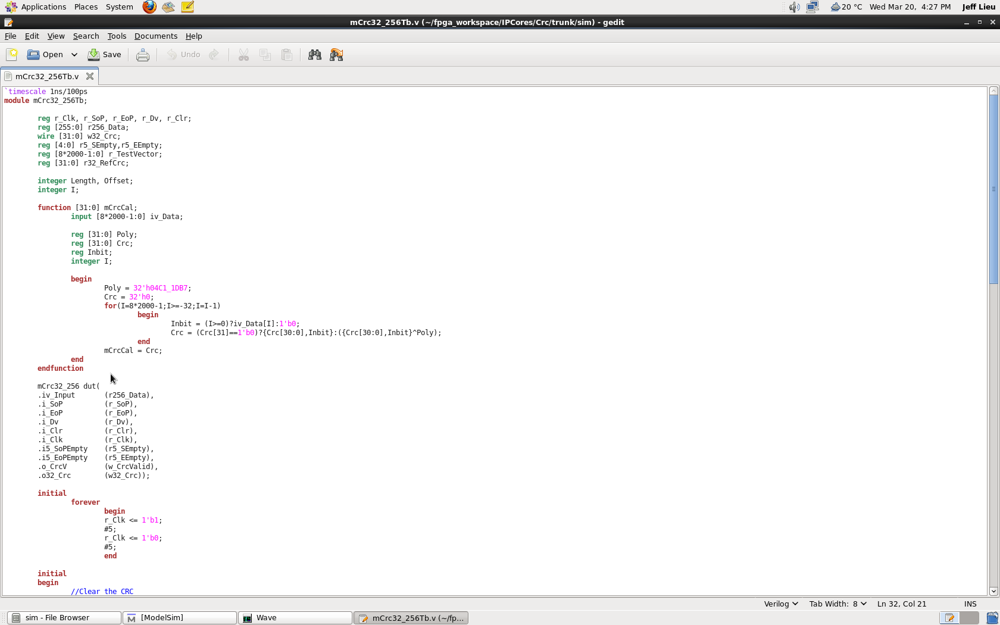 Applications Places System 20 °C Wed Mar 20, 4:27 PM Jeff Lieu
mCrc32_256Tb.v (~/fpga_workspace/IPCores/Crc/trunk/sim) - gedit
File Edit View Search Tools Documents Help
Open Save Undo
mCrc32_256Tb.v
`timescale 1ns/100ps
module mCrc32_256Tb;
reg r_Clk, r_SoP, r_EoP, r_Dv, r_Clr;
reg [255:0] r256_Data;
wire [31:0] w32_Crc;
reg [4:0] r5_SEmpty,r5_EEmpty;
reg [8*2000-1:0] r_TestVector;
reg [31:0] r32_RefCrc;
integer Length, Offset;
integer I;
function [31:0] mCrcCal;
input [8*2000-1:0] iv_Data;
reg [31:0] Poly;
reg [31:0] Crc;
reg Inbit;
integer I;
begin
Poly = 32'h04C1_1DB7;
Crc = 32'h0;
for(I=8*2000-1;I>=-32;I=I-1)
begin
Inbit = (I>=0)?iv_Data[I]:1'b0;
Crc = (Crc[31]==1'b0)?{Crc[30:0],Inbit}:({Crc[30:0],Inbit}^Poly);
end
mCrcCal = Crc;
end
endfunction
mCrc32_256 dut(
.iv_Input (r256_Data),
.i_SoP (r_SoP),
.i_EoP (r_EoP),
.i_Dv (r_Dv),
.i_Clr (r_Clr),
.i_Clk (r_Clk),
.i5_SoPEmpty (r5_SEmpty),
.i5_EoPEmpty (r5_EEmpty),
.o_CrcV (w_CrcValid),
.o32_Crc (w32_Crc));
initial
forever
begin
r_Clk <= 1'b1;
#5;
r_Clk <= 1'b0;
#5;
end
initial
begin
//Clear the CRC
Verilog Tab Width: 8 Ln 32, Col 21 INS
sim - File Browser [ModelSim] Wave mCrc32_256Tb.v (~/fp...